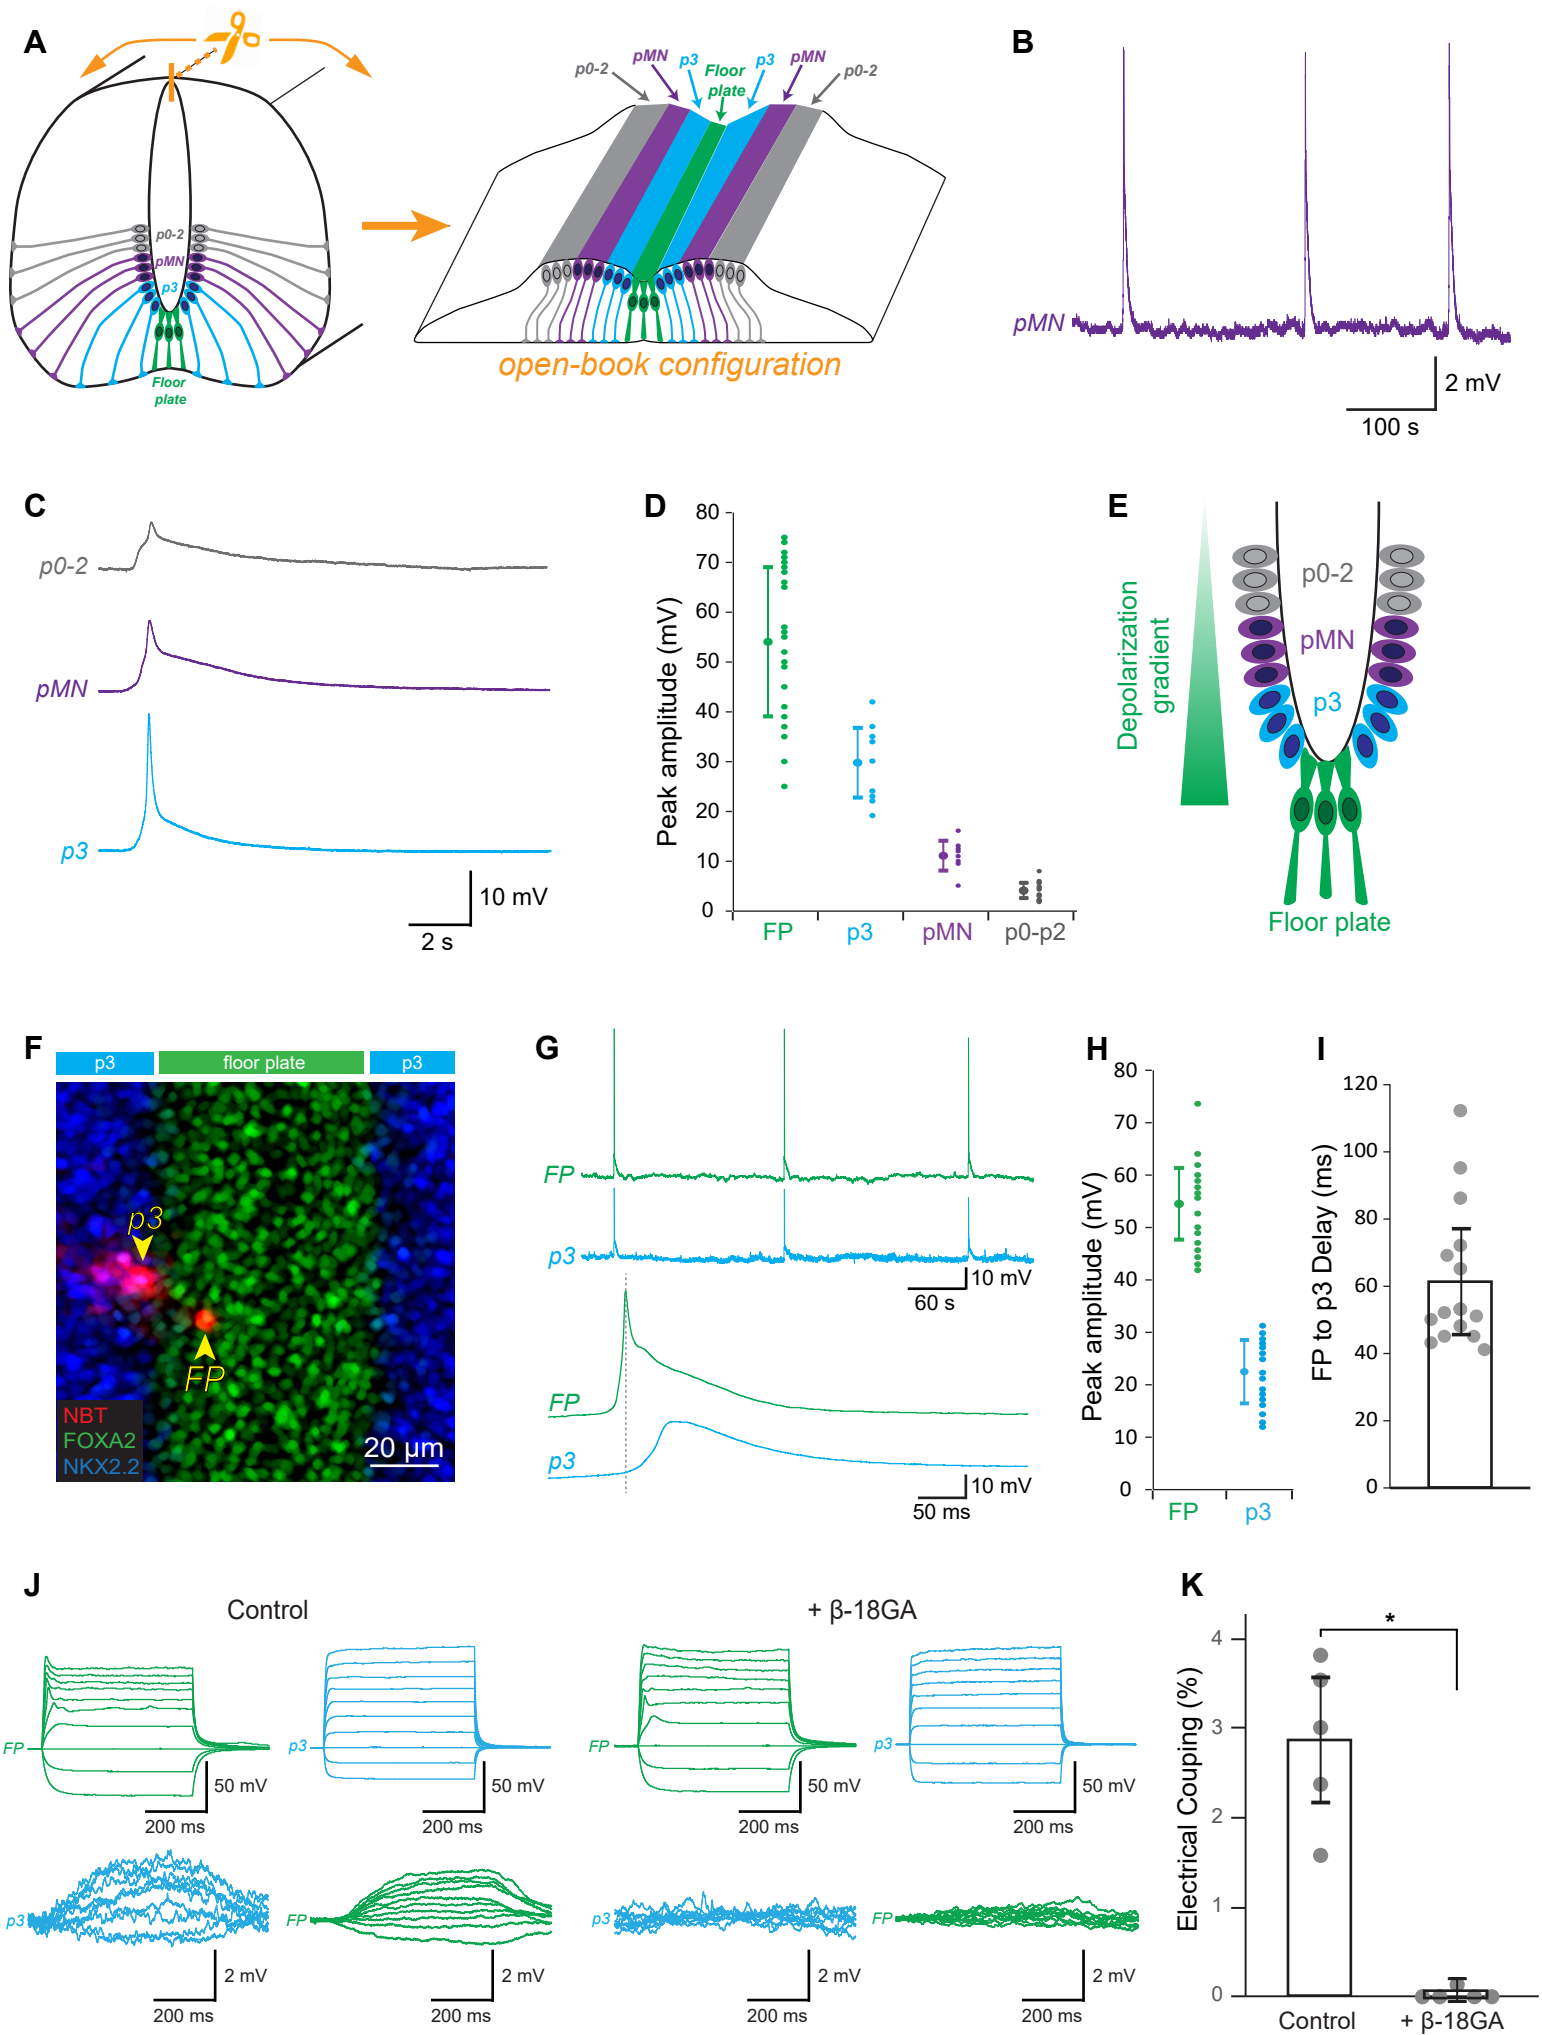 A
p0-2
pMN
p3
Floor
plate
pMN
p3
Floor
plate
p3
pMN
p0-2
p0-2
open-book configuration
B
pMN
2 mV
100 s
C
p0-2
pMN
p3
10 mV
2 s
D
Peak amplitude (mV)
80
70
60
50
40
30
20
10
0
FP
p3
pMN
p0-p2
E
Depolarization
gradient
p0-2
pMN
p3
Floor plate
F
p3
floor plate
p3
p3
FP
NBT
FOXA2
NKX2.2
20 µm
G
FP
p3
10 mV
60 s
FP
p3
10 mV
50 ms
H
Peak amplitude (mV)
80
70
60
50
40
30
20
10
0
FP
p3
I
FP to p3 Delay (ms)
120
100
80
60
40
20
0
J
Control
+ β-18GA
FP
50 mV
200 ms
p3
50 mV
200 ms
FP
50 mV
200 ms
p3
50 mV
200 ms
p3
2 mV
200 ms
FP
2 mV
200 ms
p3
2 mV
200 ms
FP
2 mV
200 ms
K
Electrical Couping (%)
*
4
3
2
1
0
Control
+ β-18GA